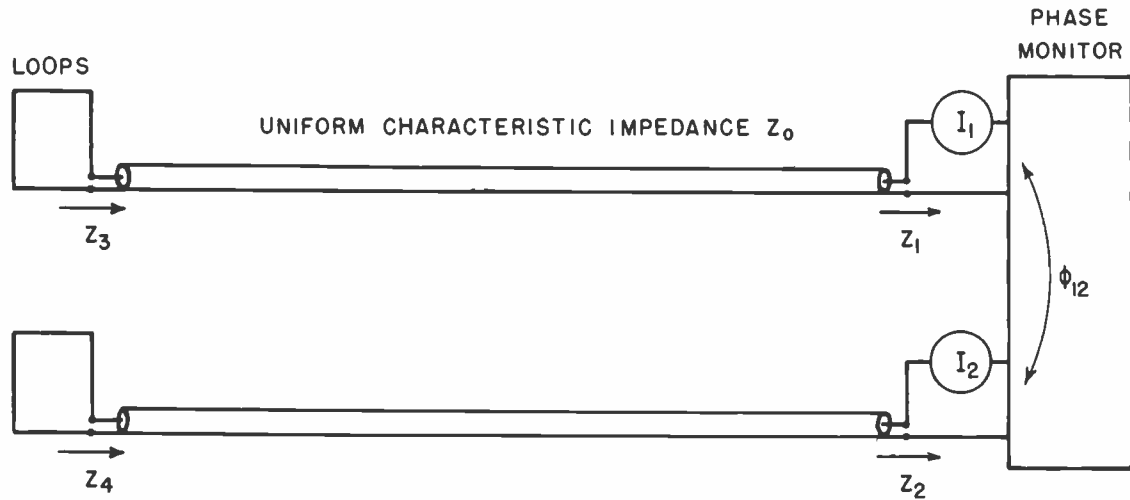 PHASE
MONITOR
LOOPS
UNIFORM CHARACTERISTIC IMPEDANCE Z₀
I₁
Z₃
Z₁
ϕ₁₂
I₂
Z₄
Z₂